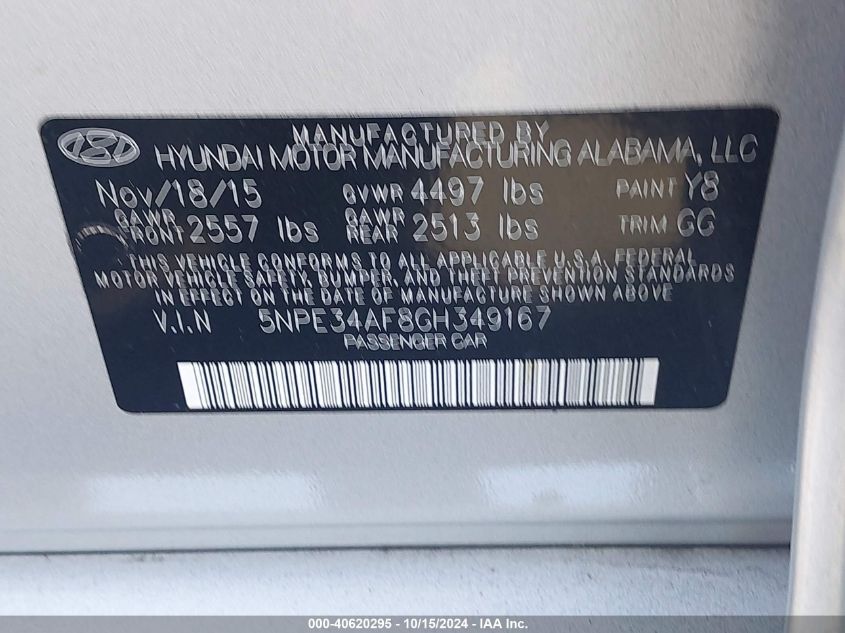 MANUFACTURED BY
HYUNDAI MOTOR MANUFACTURING ALABAMA, LLC
Nov/18/15 GVWR 4497 lbs PAINT Y8
GAWR FRONT 2557 lbs GAWR REAR 2513 lbs TRIM GG
THIS VEHICLE CONFORMS TO ALL APPLICABLE U.S.A. FEDERAL
MOTOR VEHICLE SAFETY, BUMPER, AND THEFT PREVENTION STANDARDS
IN EFFECT ON THE DATE OF MANUFACTURE SHOWN ABOVE.
V.I.N 5NPE34AF8GH349167
PASSENGER CAR
000-40620295 - 10/15/2024 - IAA Inc.